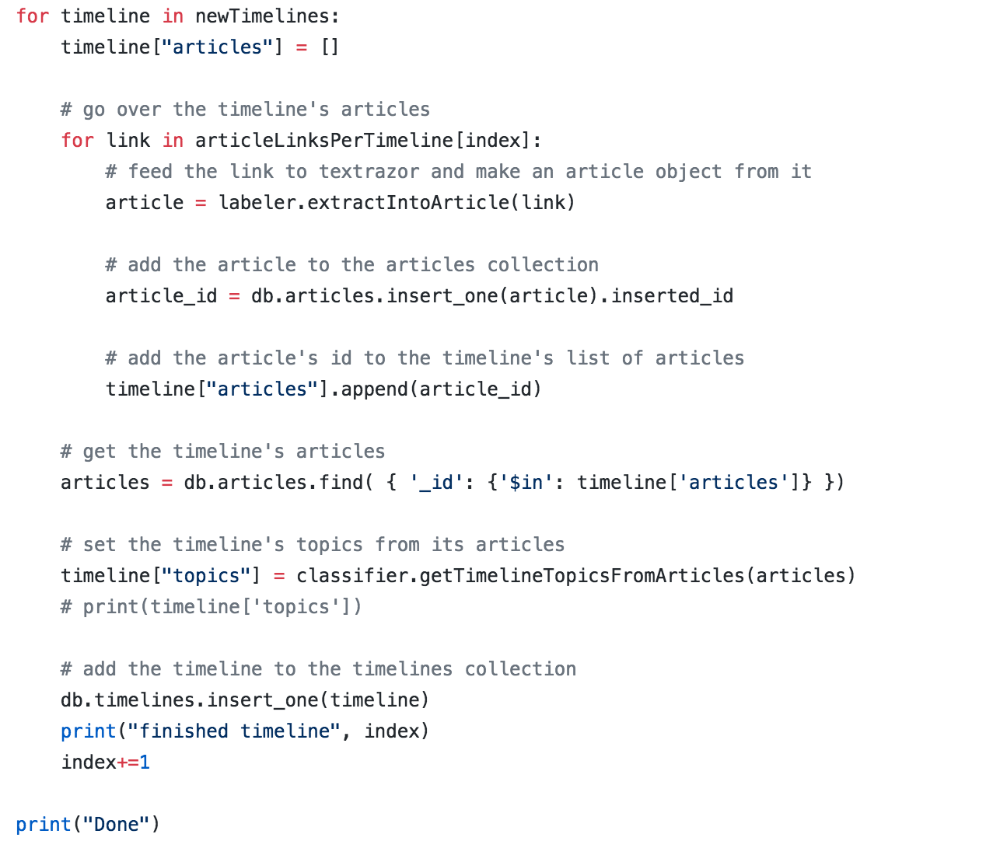 for timeline in newTimelines:
    timeline["articles"] = []

    # go over the timeline's articles
    for link in articleLinksPerTimeline[index]:
        # feed the link to textrazor and make an article object from it
        article = labeler.extractIntoArticle(link)

        # add the article to the articles collection
        article_id = db.articles.insert_one(article).inserted_id

        # add the article's id to the timeline's list of articles
        timeline["articles"].append(article_id)

    # get the timeline's articles
    articles = db.articles.find( { '_id': {'$in': timeline['articles']} })

    # set the timeline's topics from its articles
    timeline["topics"] = classifier.getTimelineTopicsFromArticles(articles)
    # print(timeline['topics'])

    # add the timeline to the timelines collection
    db.timelines.insert_one(timeline)
    print("finished timeline", index)
    index+=1

print("Done")